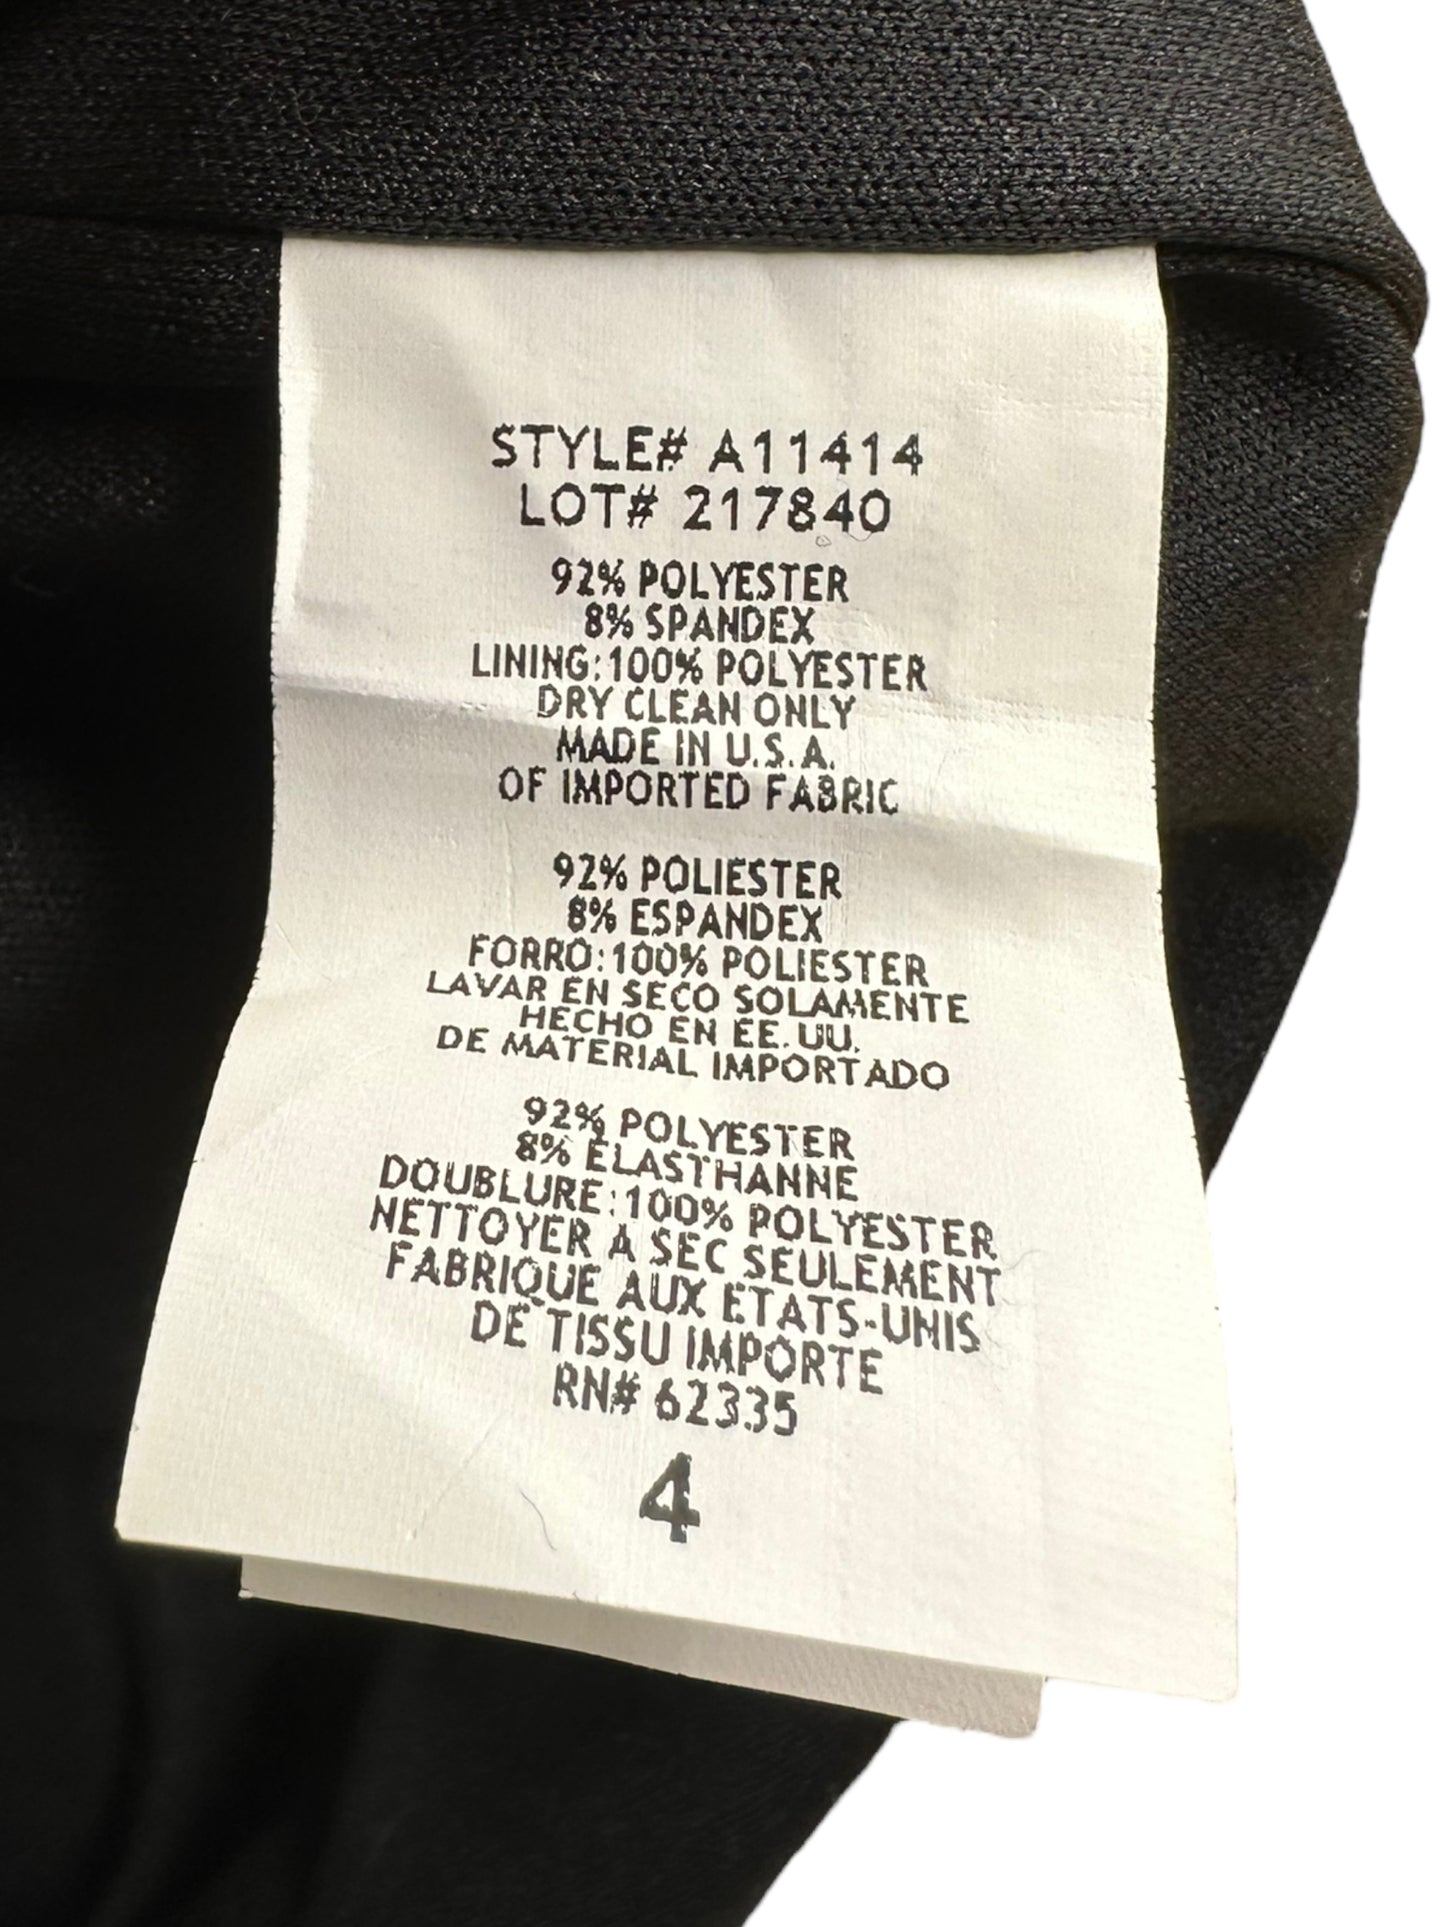 STYLE# A11414
LOT# 217840
92% POLYESTER
8% SPANDEX
LINING:100% POLYESTER
DRY CLEAN ONLY
MADE IN U.S.A.
OF IMPORTED FABRIC
92% POLIESTER
8% ESPANDEX
FORRO:100% POLIESTER
LAVAR EN SECO SOLAMENTE
HECHO EN EE.UU.
DE MATERIAL IMPORTADO
92% POLYESTER
8% ELASTHANNE
DOUBLURE:100% POLYESTER
NETTOYER A SEC SEULEMENT
FABRIQUE AUX ETATS-UNIS
DE TISSU IMPORTE
RN# 62335
4